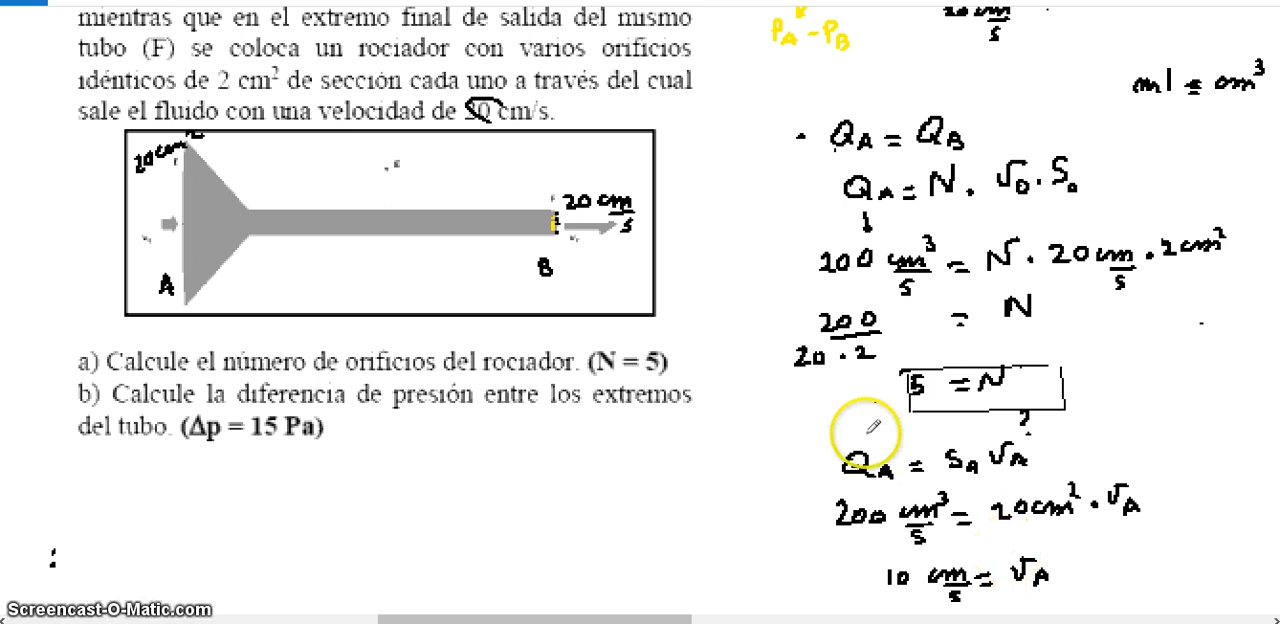 mientras que en el extremo final de salida del mismo
tubo (F) se coloca un rociador con varios orificios
idénticos de 2 cm² de sección cada uno a través del cual
sale el fluido con una velocidad de 20 cm/s.
20 cm²
20 cm/s
A
B
a) Calcule el número de orificios del rociador. (N = 5)
b) Calcule la diferencia de presión entre los extremos
del tubo. (Δp = 15 Pa)
PA - PB
20 cm/s
ml = cm³
QA = QB
QA = N. v0. S0
200 cm³/s = N. 20 cm/s . 2 cm²
200/20 . 2 = N
5 = N
?
QA = SA vA
200 cm³/s = 20 cm² . vA
10 cm/s = vA
Screencast-O-Matic.com